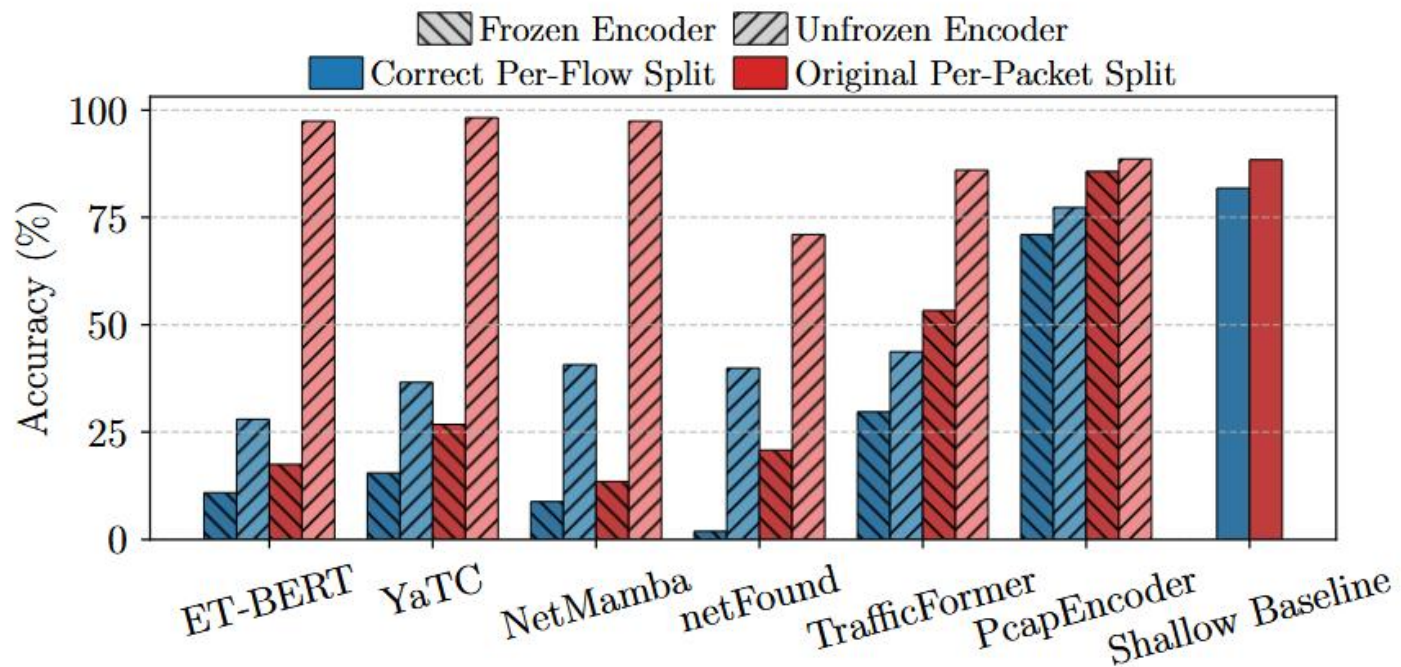 Frozen Encoder Unfrozen Encoder
Correct Per-Flow Split Original Per-Packet Split
Accuracy (%)
100
75
50
25
0
ET-BERT
YaTC
NetMamba
netFound
TrafficFormer
PcapEncoder
Shallow Baseline